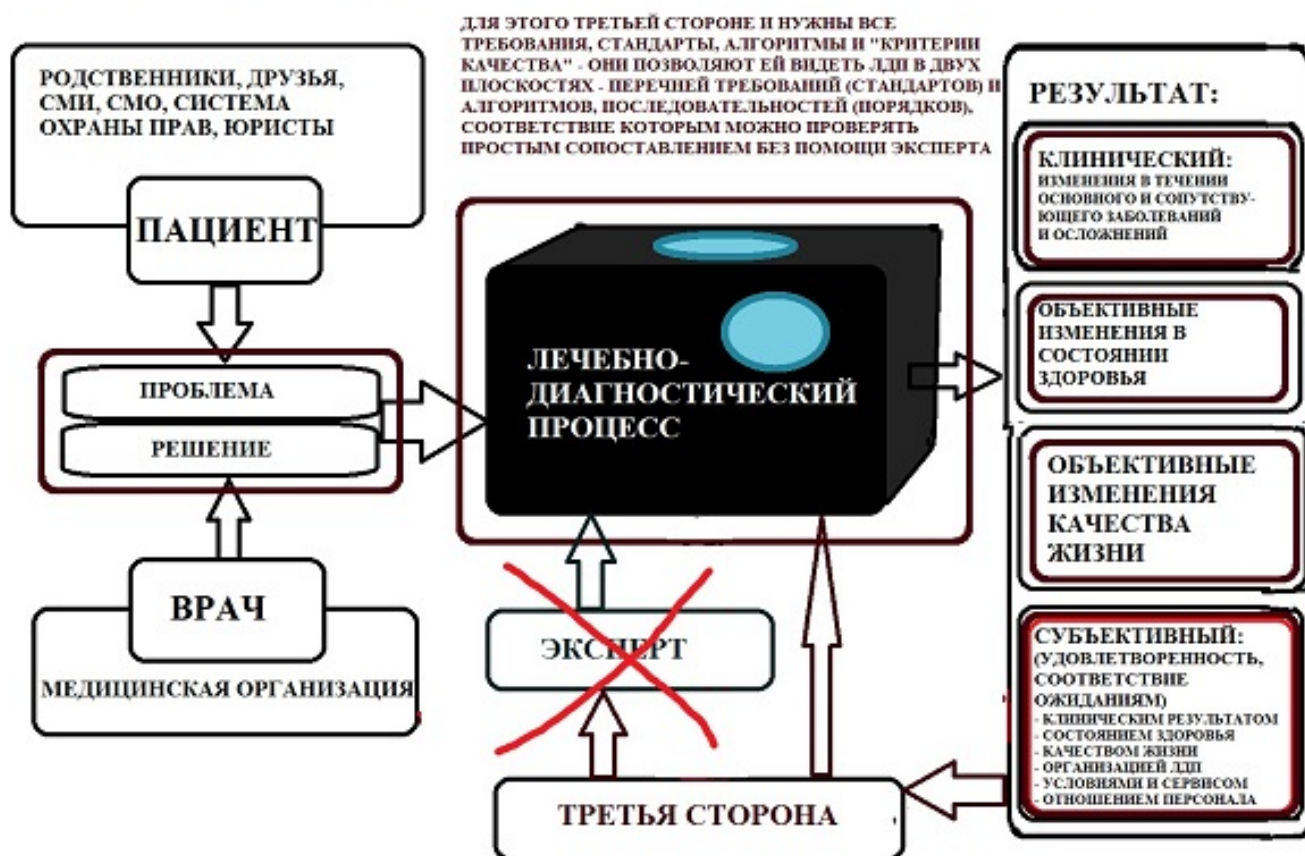 ДЛЯ ЭТОГО ТРЕТЬЕЙ СТОРОНЕ И НУЖНЫ ВСЕ
ТРЕБОВАНИЯ, СТАНДАРТЫ, АЛГОРИТМЫ И "КРИТЕРИИ
КАЧЕСТВА" - ОНИ ПОЗВОЛЯЮТ ЕЙ ВИДЕТЬ ЛДП В ДВУХ
ПЛОСКОСТЯХ - ПЕРЕЧНЕЙ ТРЕБОВАНИЙ (СТАНДАРТОВ) И
АЛГОРИТМОВ, ПОСЛЕДОВАТЕЛЬНОСТЕЙ (ПОРЯДКОВ),
СООТВЕТСТВИЕ КОТОРЫМ МОЖНО ПРОВЕРЯТЬ
ПРОСТЫМ СОПОСТАВЛЕНИЕМ БЕЗ ПОМОЩИ ЭКСПЕРТА
РОДСТВЕННИКИ, ДРУЗЬЯ,
СМИ, СМО, СИСТЕМА
ОХРАНЫ ПРАВ, ЮРИСТЫ
ПАЦИЕНТ
ПРОБЛЕМА
РЕШЕНИЕ
ВРАЧ
МЕДИЦИНСКАЯ ОРГАНИЗАЦИЯ
ЛЕЧЕБНО-
ДИАГНОСТИЧЕСКИЙ
ПРОЦЕСС
ЭКСПЕРТ
ТРЕТЬЯ СТОРОНА
РЕЗУЛЬТАТ:
КЛИНИЧЕСКИЙ:
ИЗМЕНЕНИЯ В ТЕЧЕНИИ
ОСНОВНОГО И СОПУТСТВУ-
ЮЩЕГО ЗАБОЛЕВАНИЙ
И ОСЛОЖНЕНИЙ
ОБЪЕКТИВНЫЕ
ИЗМЕНЕНИЯ В
СОСТОЯНИИ
ЗДОРОВЬЯ
ОБЪЕКТИВНЫЕ
ИЗМЕНЕНИЯ
КАЧЕСТВА
ЖИЗНИ
СУБЪЕКТИВНЫЙ:
(УДОВЛЕТВОРЕННОСТЬ,
СООТВЕТСТВИЕ
ОЖИДАНИЯМ)
- КЛИНИЧЕСКИМ РЕЗУЛЬТАТОМ
- СОСТОЯНИЕМ ЗДОРОВЬЯ
- КАЧЕСТВОМ ЖИЗНИ
- ОРГАНИЗАЦИЕЙ ЛДП
- УСЛОВИЯМИ И СЕРВИСОМ
- ОТНОШЕНИЕМ ПЕРСОНАЛА